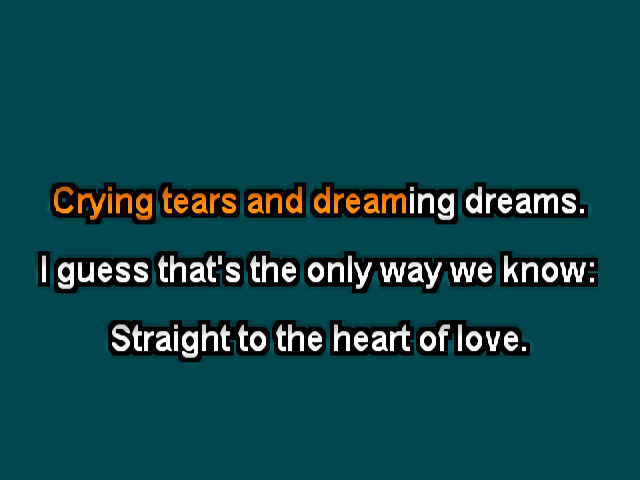 Crying tears and dreaming dreams.
I guess that's the only way we know:
Straight to the heart of love.